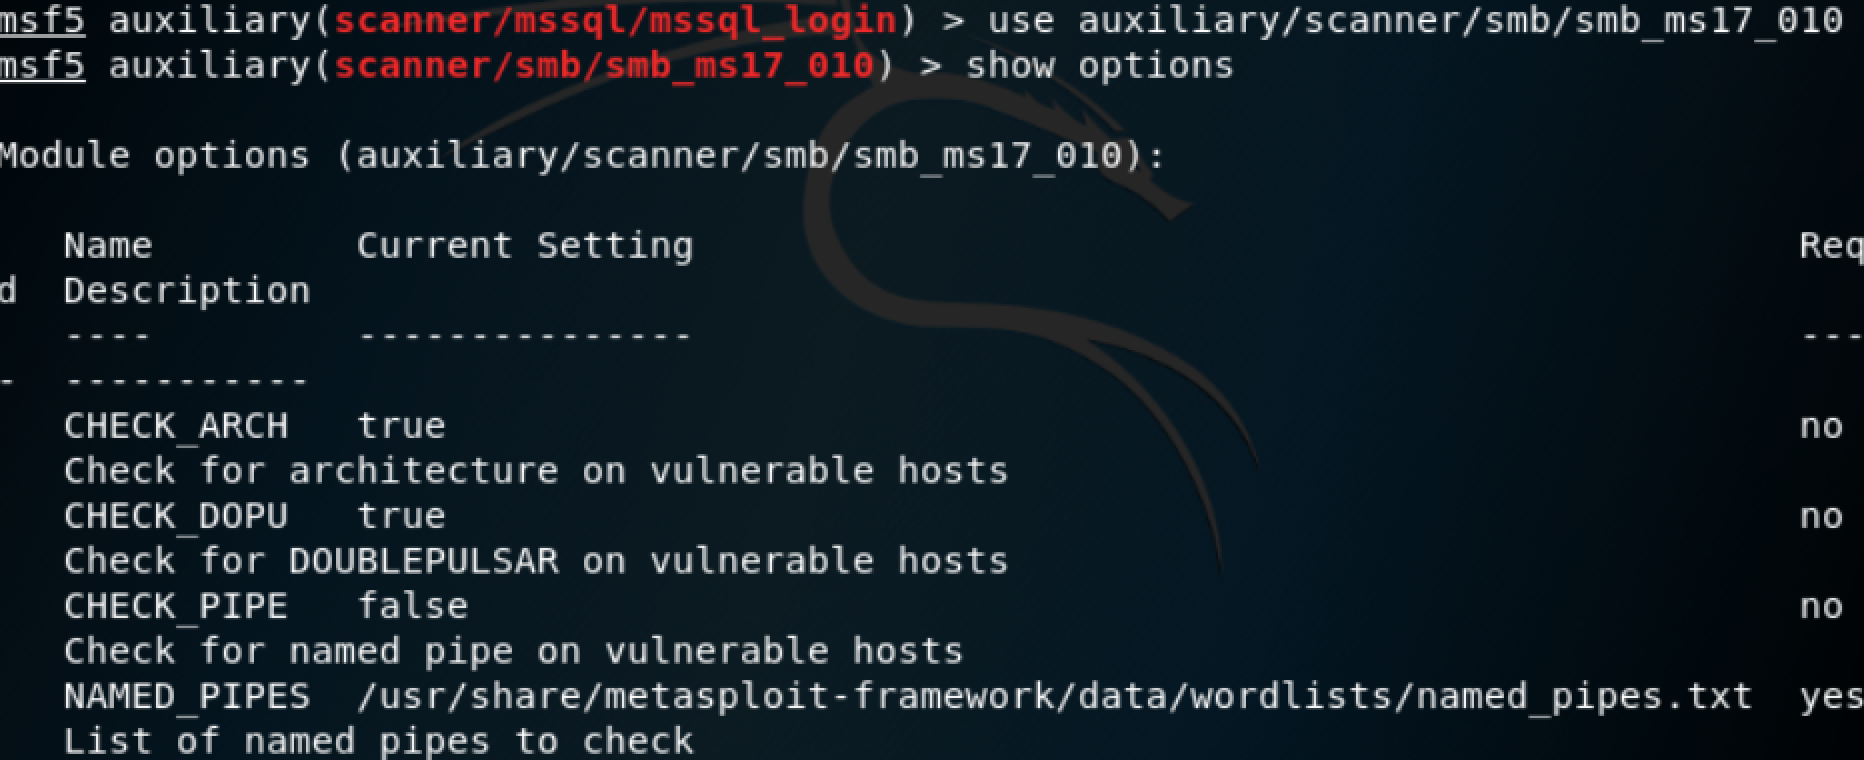 msf5 auxiliary(scanner/mssql/mssql_login) > use auxiliary/scanner/smb/smb_ms17_010
msf5 auxiliary(scanner/smb/smb_ms17_010) > show options
Module options (auxiliary/scanner/smb/smb_ms17_010):
Name Current Setting Req
d Description
---- --------------- ---
- -----------
CHECK_ARCH true no
Check for architecture on vulnerable hosts
CHECK_DOPU true no
Check for DOUBLEPULSAR on vulnerable hosts
CHECK_PIPE false no
Check for named pipe on vulnerable hosts
NAMED_PIPES /usr/share/metasploit-framework/data/wordlists/named_pipes.txt yes
List of named pipes to check